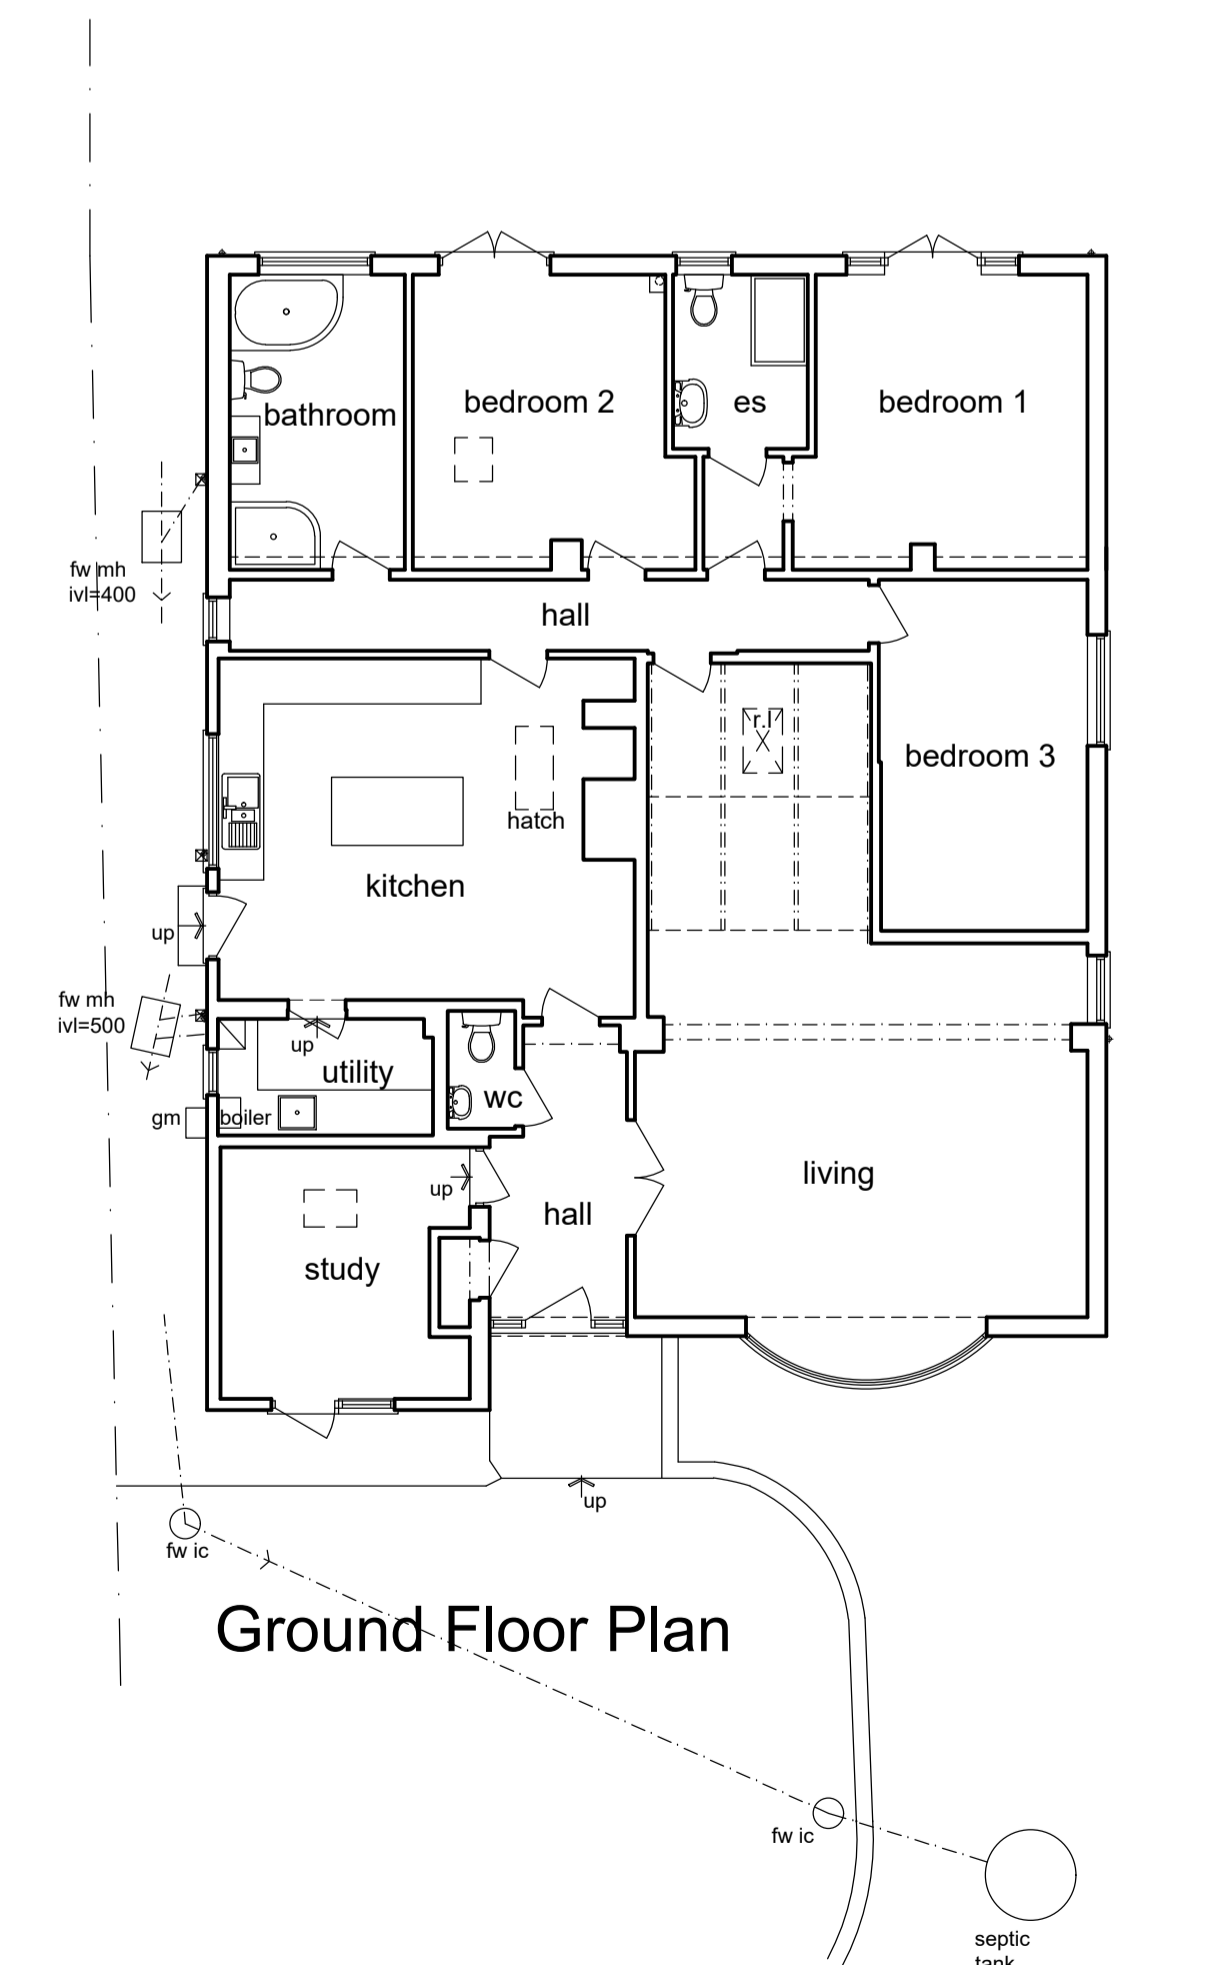 bathroom
bedroom 2
es
bedroom 1
fw mh
ivl=400
hall
r.l
bedroom 3
hatch
kitchen
up
fw mh
ivl=500
up
utility
wc
gm
boiler
living
up
hall
study
up
fw ic
Ground Floor Plan
fw ic
septic
tank